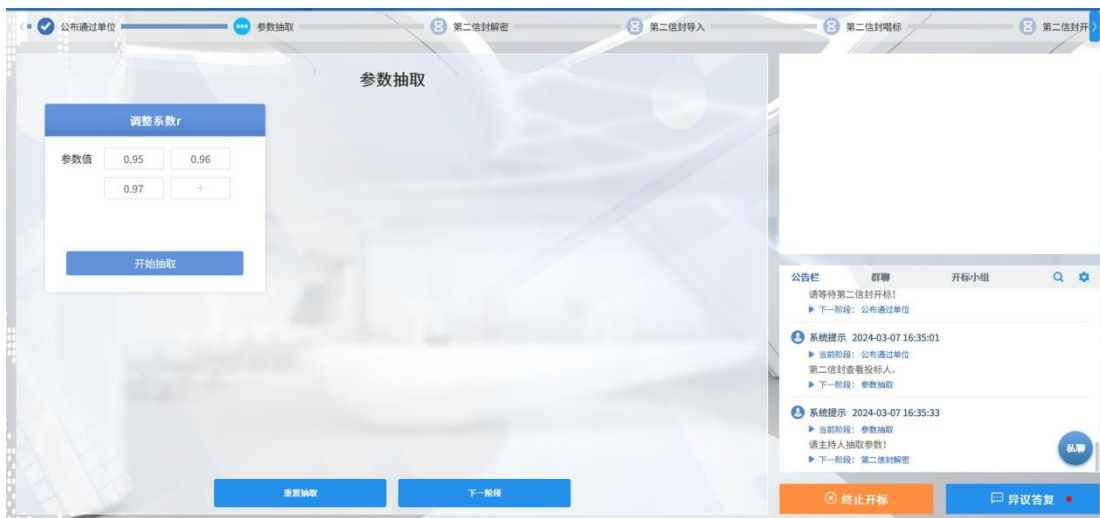 公布通过单位 参数抽取 第二信封解密 第二信封导入 第二信封唱标 第二信封开
参数抽取
调整系数r
参数值 0.95 0.96
0.97 +
开始抽取
重置抽取 下一阶段
公告栏 群聊 开标小组
请等待第二信封开标!
▶ 下一阶段: 公布通过单位
系统提示 2024-03-07 16:35:01
▶ 当前阶段: 公布通过单位
第二信封查看投标人。
▶ 下一阶段: 参数抽取
系统提示 2024-03-07 16:35:33
▶ 当前阶段: 参数抽取
请主持人抽取参数!
▶ 下一阶段: 第二信封解密
私聊
终止开标 异议答复